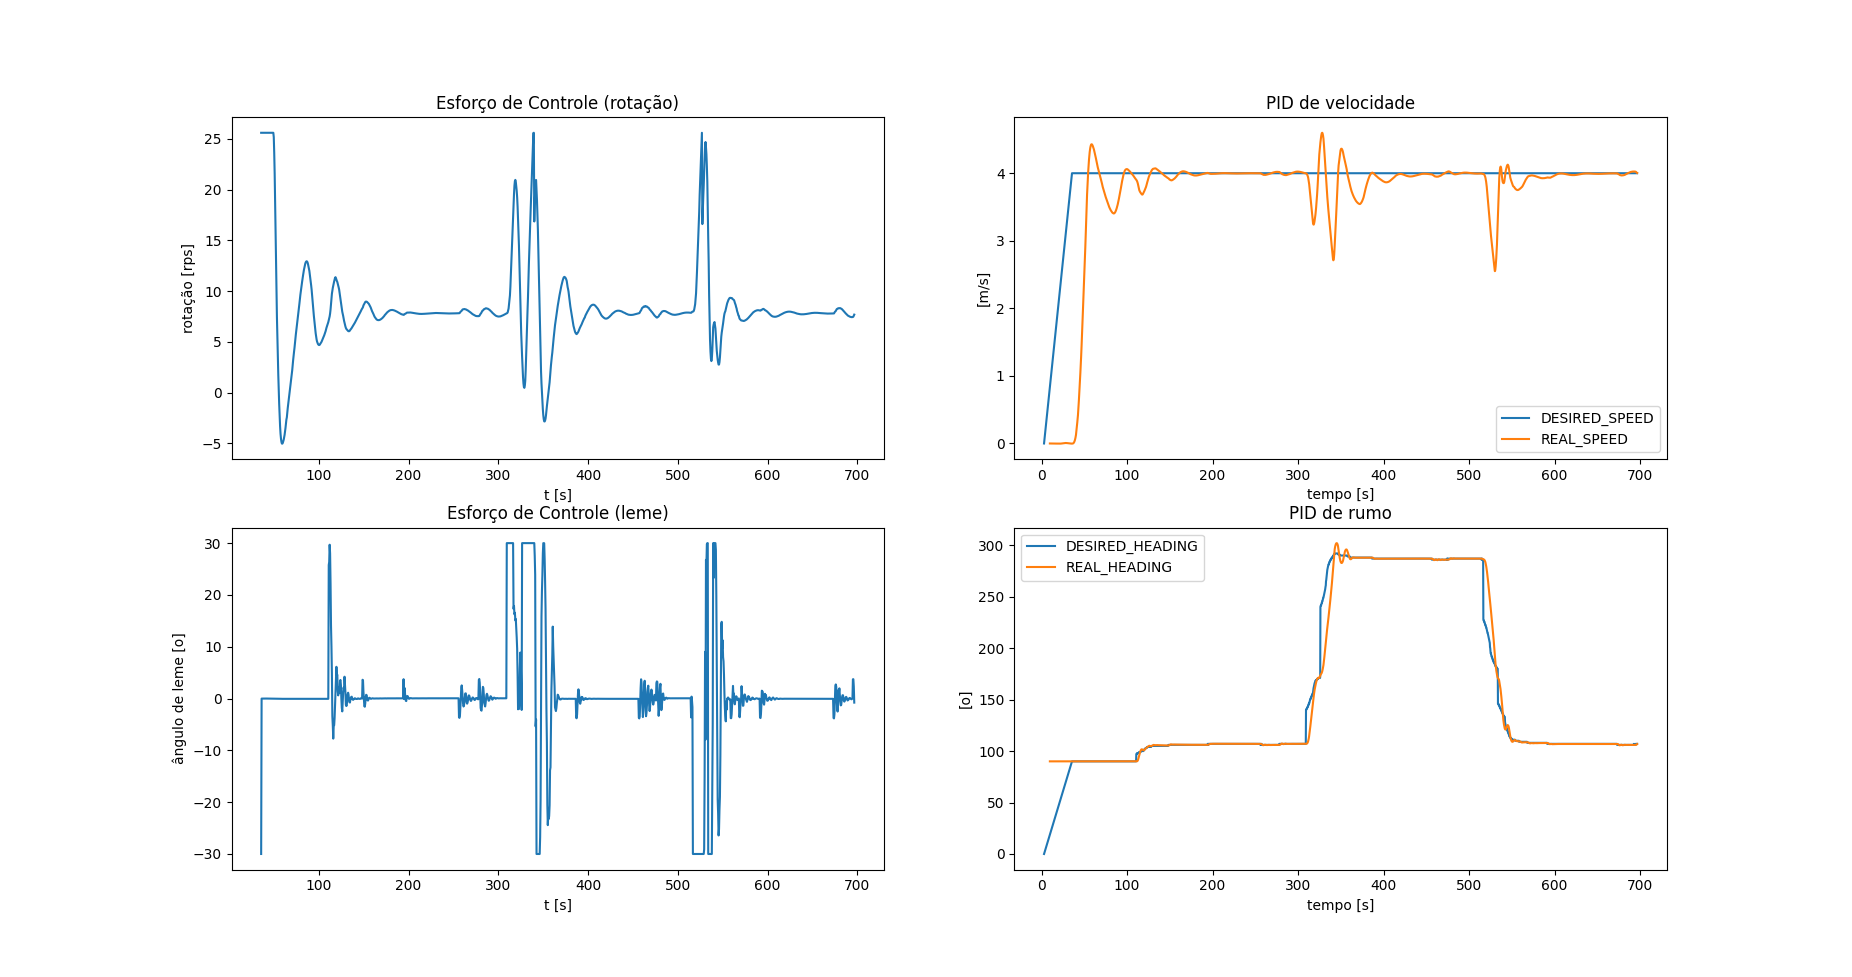 Esforço de Controle (rotação)
25
20
15
10
5
0
−5
rotação [rps]
100 200 300 400 500 600 700
t [s]
PID de velocidade
4
3
2
1
0
[m/s]
DESIRED_SPEED
REAL_SPEED
0 100 200 300 400 500 600 700
tempo [s]
Esforço de Controle (leme)
30
20
10
0
−10
−20
−30
ângulo de leme [o]
100 200 300 400 500 600 700
t [s]
PID de rumo
DESIRED_HEADING
REAL_HEADING
300
250
200
150
100
50
0
[o]
0 100 200 300 400 500 600 700
tempo [s]